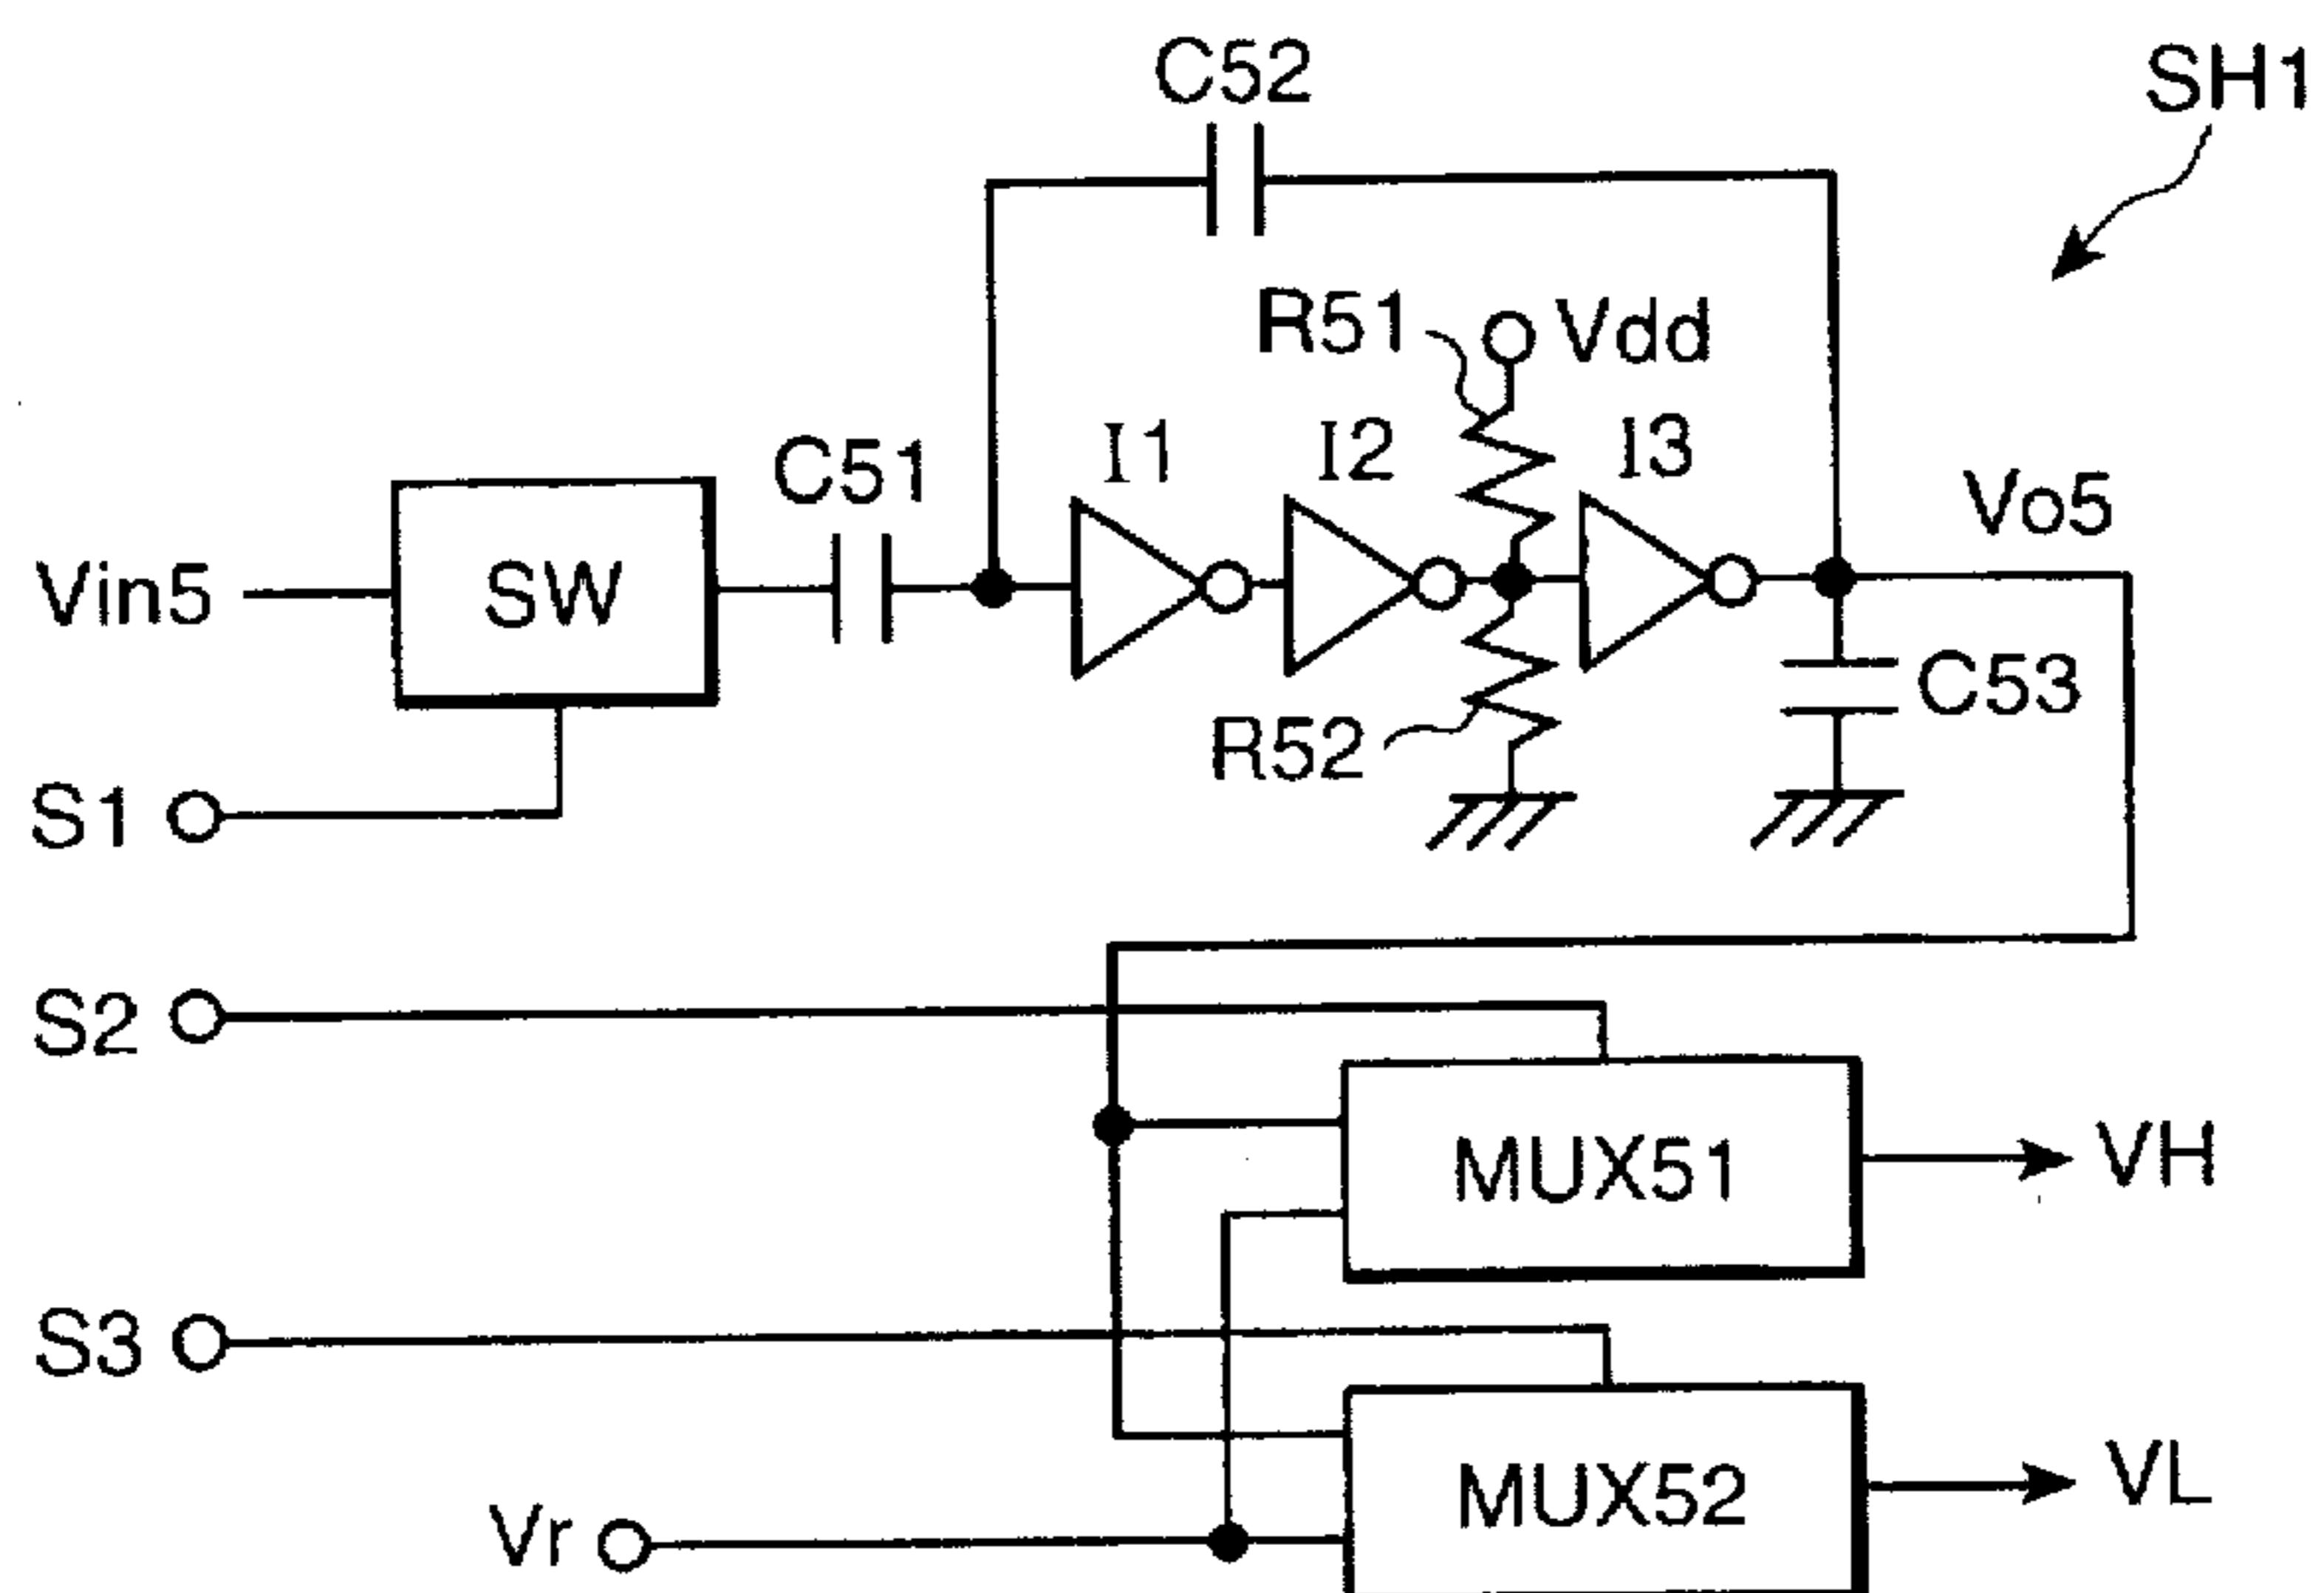 C52
SH1
R51
Vdd
C51
I1
I2
I3
Vo5
Vin5
SW
C53
R52
S1
S2
MUX51
VH
S3
MUX52
VL
Vr